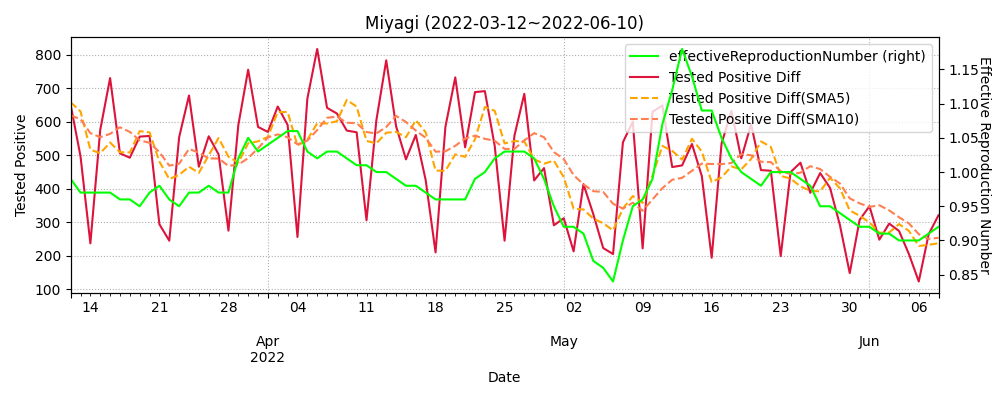 Miyagi (2022-03-12~2022-06-10)
effectiveReproductionNumber (right)
Tested Positive Diff
Tested Positive Diff(SMA5)
Tested Positive Diff(SMA10)
Tested Positive
800
700
600
500
400
300
200
100
1.15
1.10
1.05
1.00
0.95
0.90
0.85
Effective Reproduction Number
14 21 28 04 11 18 25 02 09 16 23 30 06
Apr May Jun
2022
Date